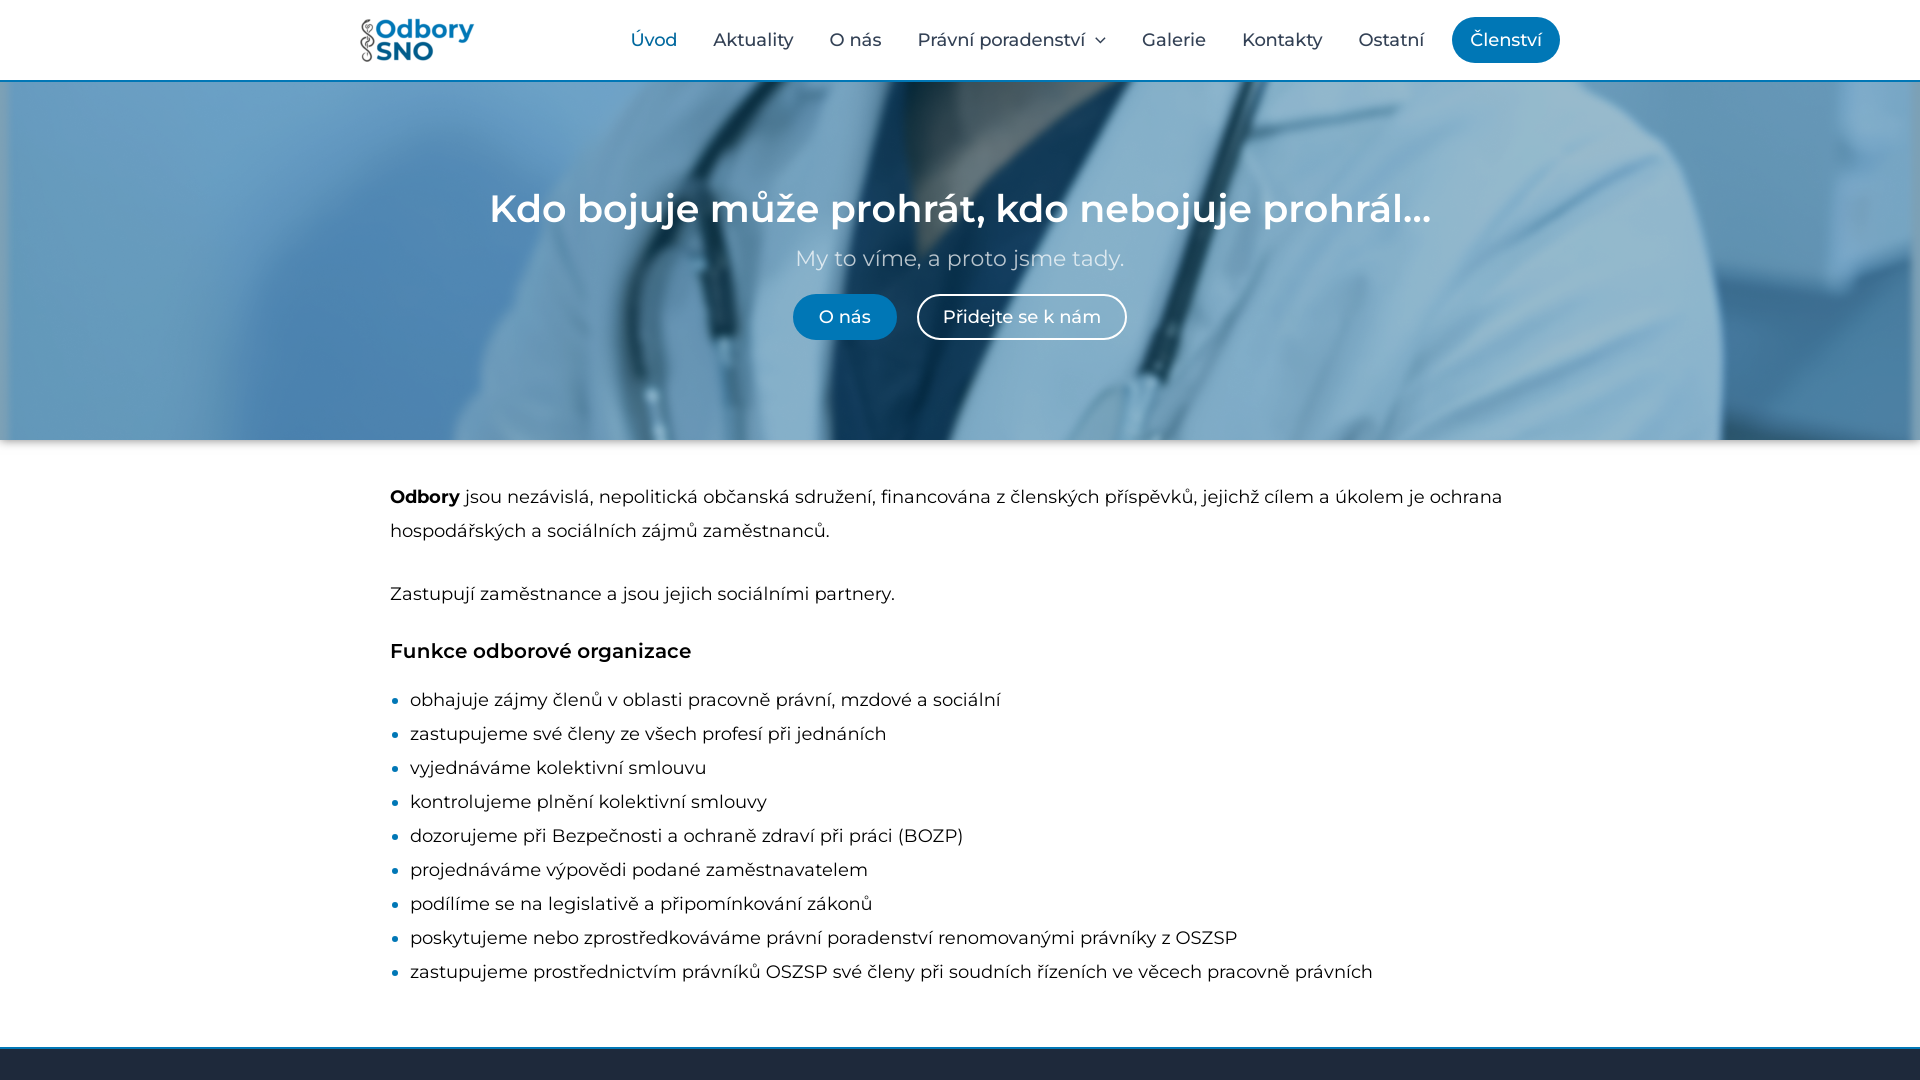 Odbory
SNO
Úvod
Aktuality
O nás
Právní poradenství
Galerie
Kontakty
Ostatní
Členství
Kdo bojuje může prohrát, kdo nebojuje prohrál...
My to víme, a proto jsme tady.
O nás
Přidejte se k nám
Odbory jsou nezávislá, nepolitická občanská sdružení, financována z členských příspěvků, jejichž cílem a úkolem je ochrana
hospodářských a sociálních zájmů zaměstnanců.
Zastupují zaměstnance a jsou jejich sociálními partnery.
Funkce odborové organizace
obhajuje zájmy členů v oblasti pracovně právní, mzdové a sociální
zastupujeme své členy ze všech profesí při jednáních
vyjednáváme kolektivní smlouvu
kontrolujeme plnění kolektivní smlouvy
dozorujeme při Bezpečnosti a ochraně zdraví při práci (BOZP)
projednáváme výpovědi podané zaměstnavatelem
podílíme se na legislativě a připomínkování zákonů
poskytujeme nebo zprostředkováváme právní poradenství renomovanými právníky z OSZSP
zastupujeme prostřednictvím právníků OSZSP své členy při soudních řízeních ve věcech pracovně právních